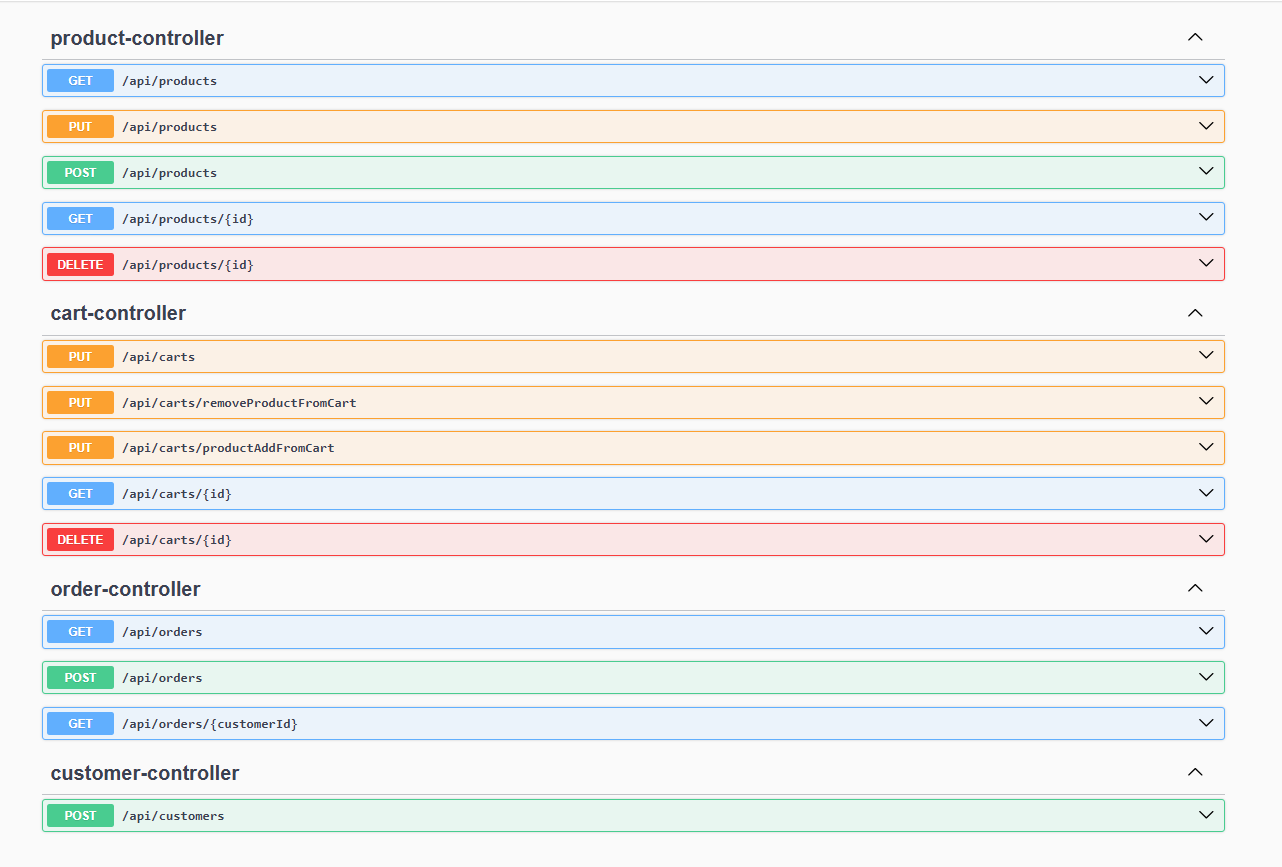 product-controller
GET /api/products
PUT /api/products
POST /api/products
GET /api/products/{id}
DELETE /api/products/{id}
cart-controller
PUT /api/carts
PUT /api/carts/removeProductFromCart
PUT /api/carts/productAddFromCart
GET /api/carts/{id}
DELETE /api/carts/{id}
order-controller
GET /api/orders
POST /api/orders
GET /api/orders/{customerId}
customer-controller
POST /api/customers